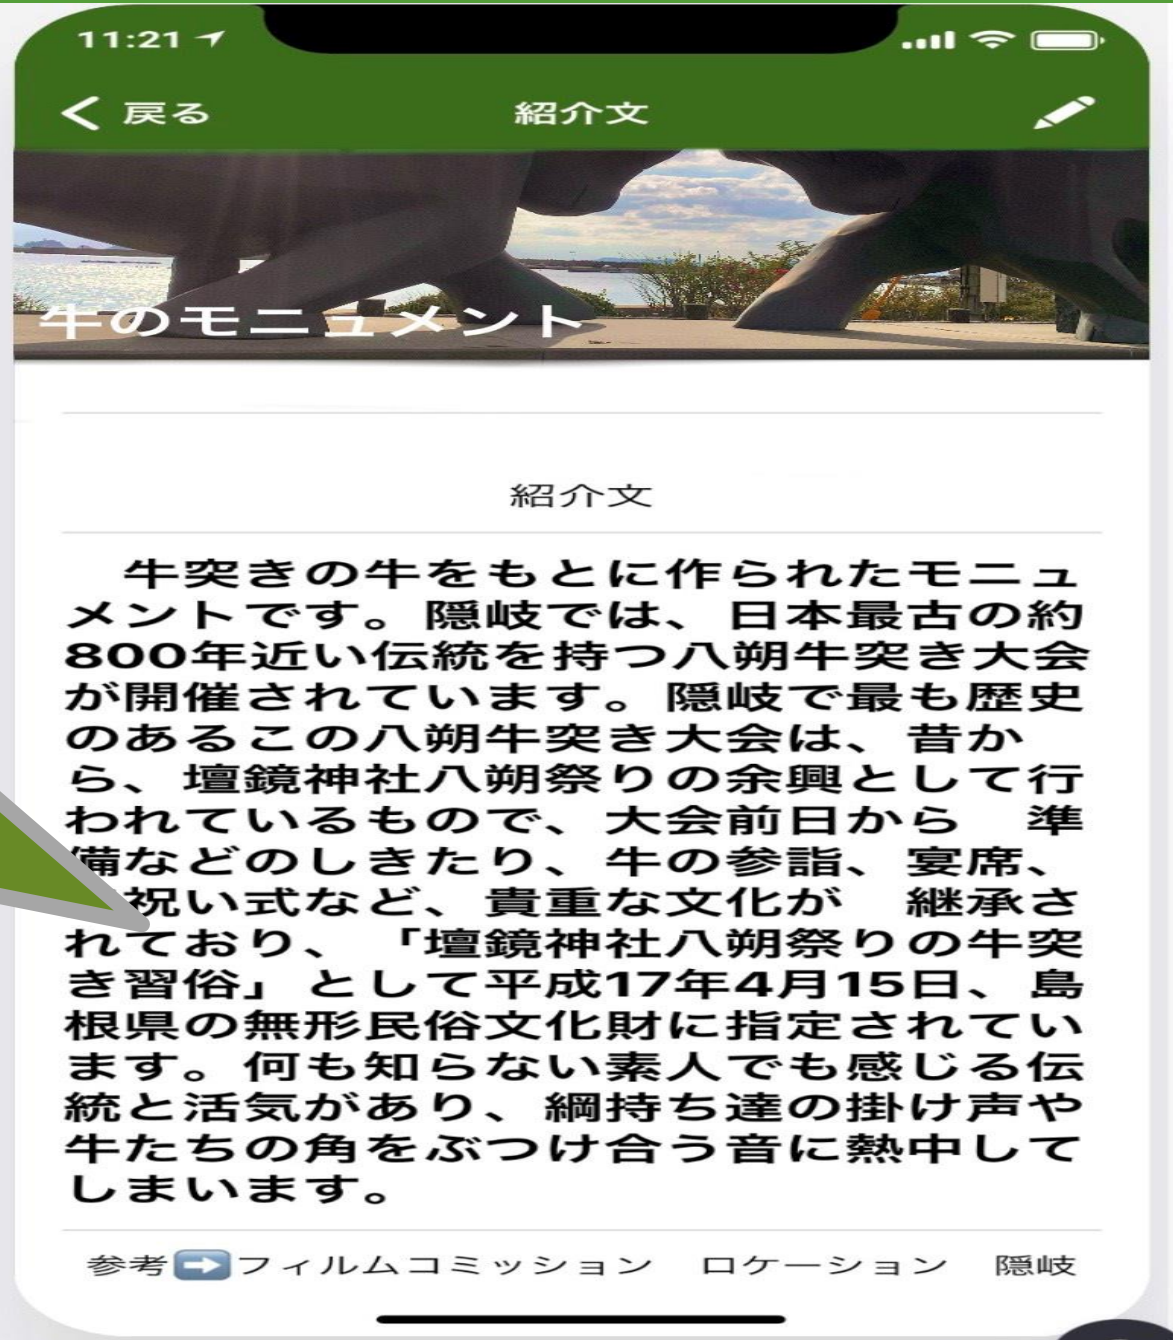 11:21
戻る
紹介文
牛のモニュメント
紹介文
牛突きの牛をもとに作られたモニュ
メントです。隠岐では、日本最古の約
800年近い伝統を持つ八朔牛突き大会
が開催されています。隠岐で最も歴史
のあるこの八朔牛突き大会は、昔か
ら、壇鏡神社八朔祭りの余興として行
われているもので、大会前日から　準
備などのしきたり、牛の参詣、宴席、
祝い式など、貴重な文化が　継承さ
れており、「壇鏡神社八朔祭りの牛突
き習俗」として平成17年4月15日、島
根県の無形民俗文化財に指定されてい
ます。何も知らない素人でも感じる伝
統と活気があり、綱持ち達の掛け声や
牛たちの角をぶつけ合う音に熱中して
しまいます。
参考➡フィルムコミッション　ロケーション　隠岐